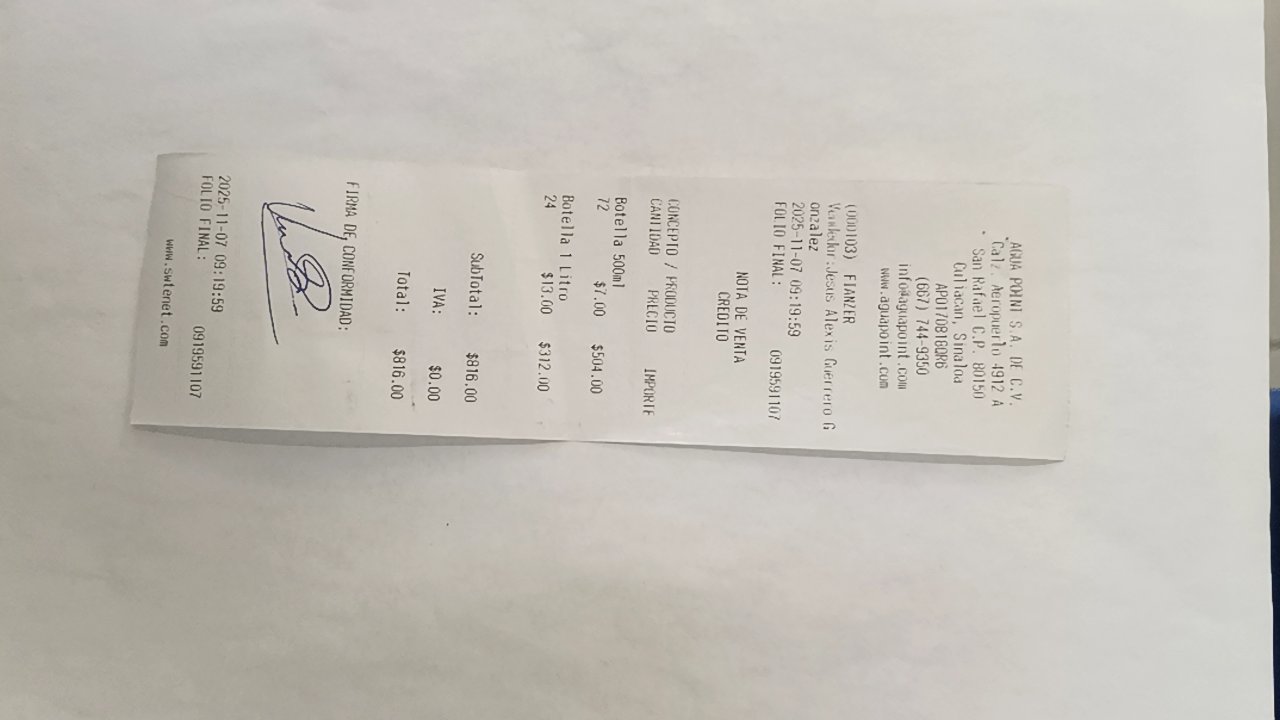 AGUA POINT S.A. DE C.V.
Calz. Aeropuerto 4912 A
San Rafael C.P. 80150
Culiacan, Sinaloa
APO170818QR6
(667) 744-9350
info@aguapoint.com
www.aguapoint.com
(000103) FIANZER
Vendedor:Jesus Alexis Guerrero G
onzalez
2025-11-07 09:19:59
FOLIO FINAL: 0919591107
NOTA DE VENTA
CREDITO
CONCEPTO / PRODUCTO
CANTIDAD PRECIO IMPORTE
Botella 500ml
72 $7.00 $504.00
Botella 1 Litro
24 $13.00 $312.00
SubTotal: $816.00
IVA: $0.00
Total: $816.00
FIRMA DE CONFORMIDAD:
2025-11-07 09:19:59
FOLIO FINAL: 0919591107
www.swtenet.com